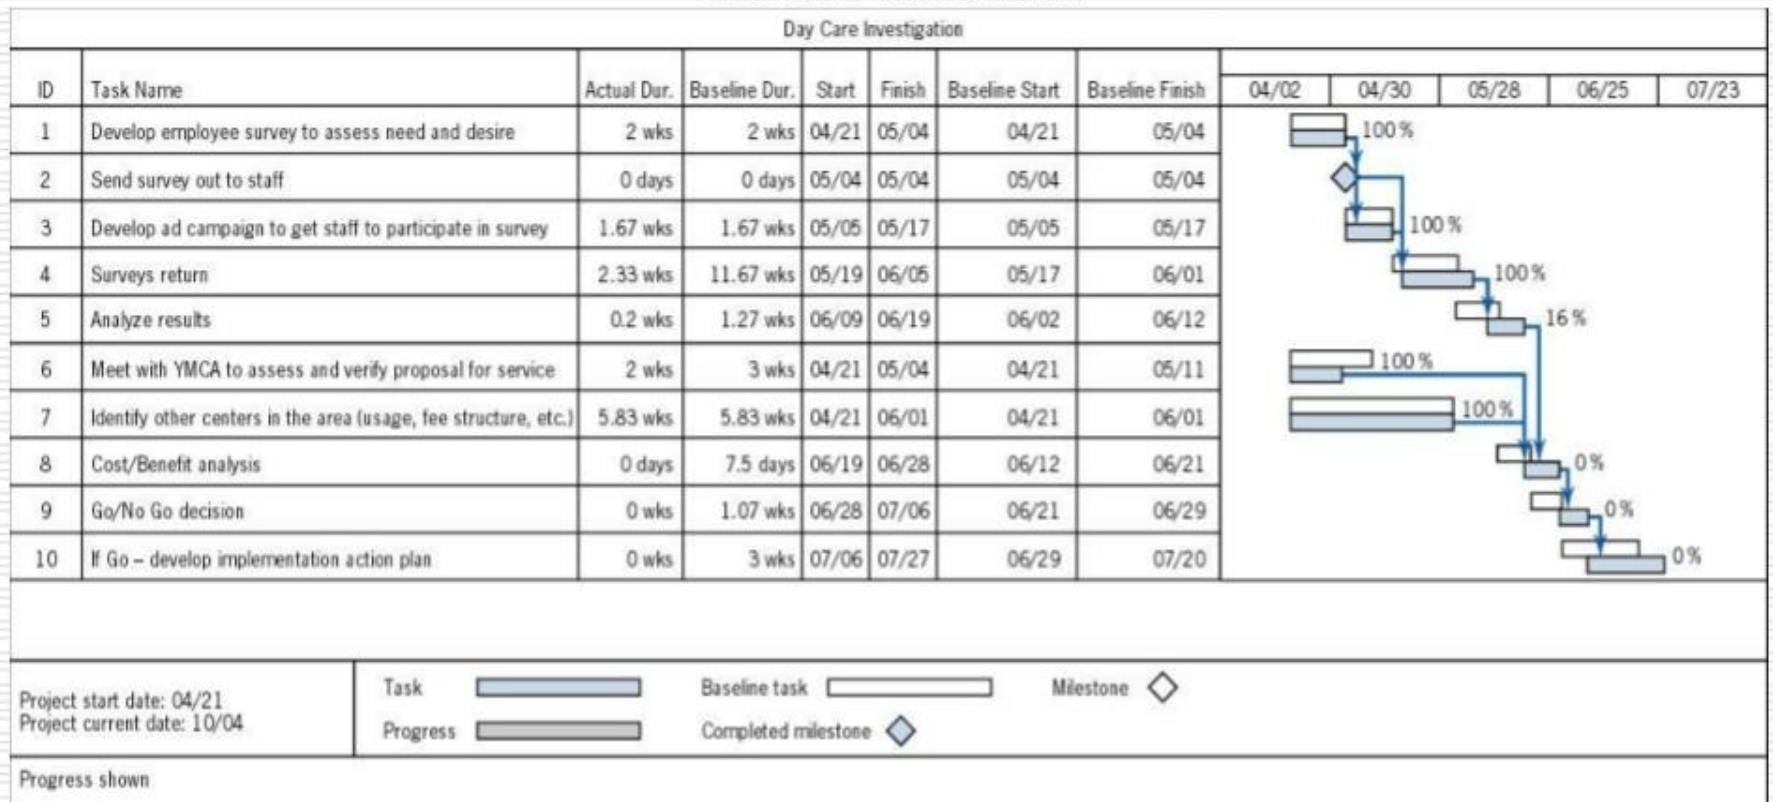 Day Care Investigation
ID Task Name Actual Dur. Baseline Dur. Start Finish Baseline Start Baseline Finish 04/02 04/30 05/28 06/25 07/23
1 Develop employee survey to assess need and desire 2 wks 2 wks 04/21 05/04 04/21 05/04 100%
2 Send survey out to staff 0 days 0 days 05/04 05/04 05/04 05/04
3 Develop ad campaign to get staff to participate in survey 1.67 wks 1.67 wks 05/05 05/17 05/05 05/17 100%
4 Surveys return 2.33 wks 11.67 wks 05/19 06/05 05/17 06/01 100%
5 Analyze results 0.2 wks 1.27 wks 06/09 06/19 06/02 06/12 16%
6 Meet with YMCA to assess and verify proposal for service 2 wks 3 wks 04/21 05/04 04/21 05/11 100%
7 Identify other centers in the area (usage, fee structure, etc.) 5.83 wks 5.83 wks 04/21 06/01 04/21 06/01 100%
8 Cost/Benefit analysis 0 days 7.5 days 06/19 06/28 06/12 06/21 0%
9 Go/No Go decision 0 wks 1.07 wks 06/28 07/06 06/21 06/29 0%
10 If Go – develop implementation action plan 0 wks 3 wks 07/06 07/27 06/29 07/20 0%
Project start date: 04/21
Project current date: 10/04
Task Baseline task Milestone
Progress Completed milestone
Progress shown